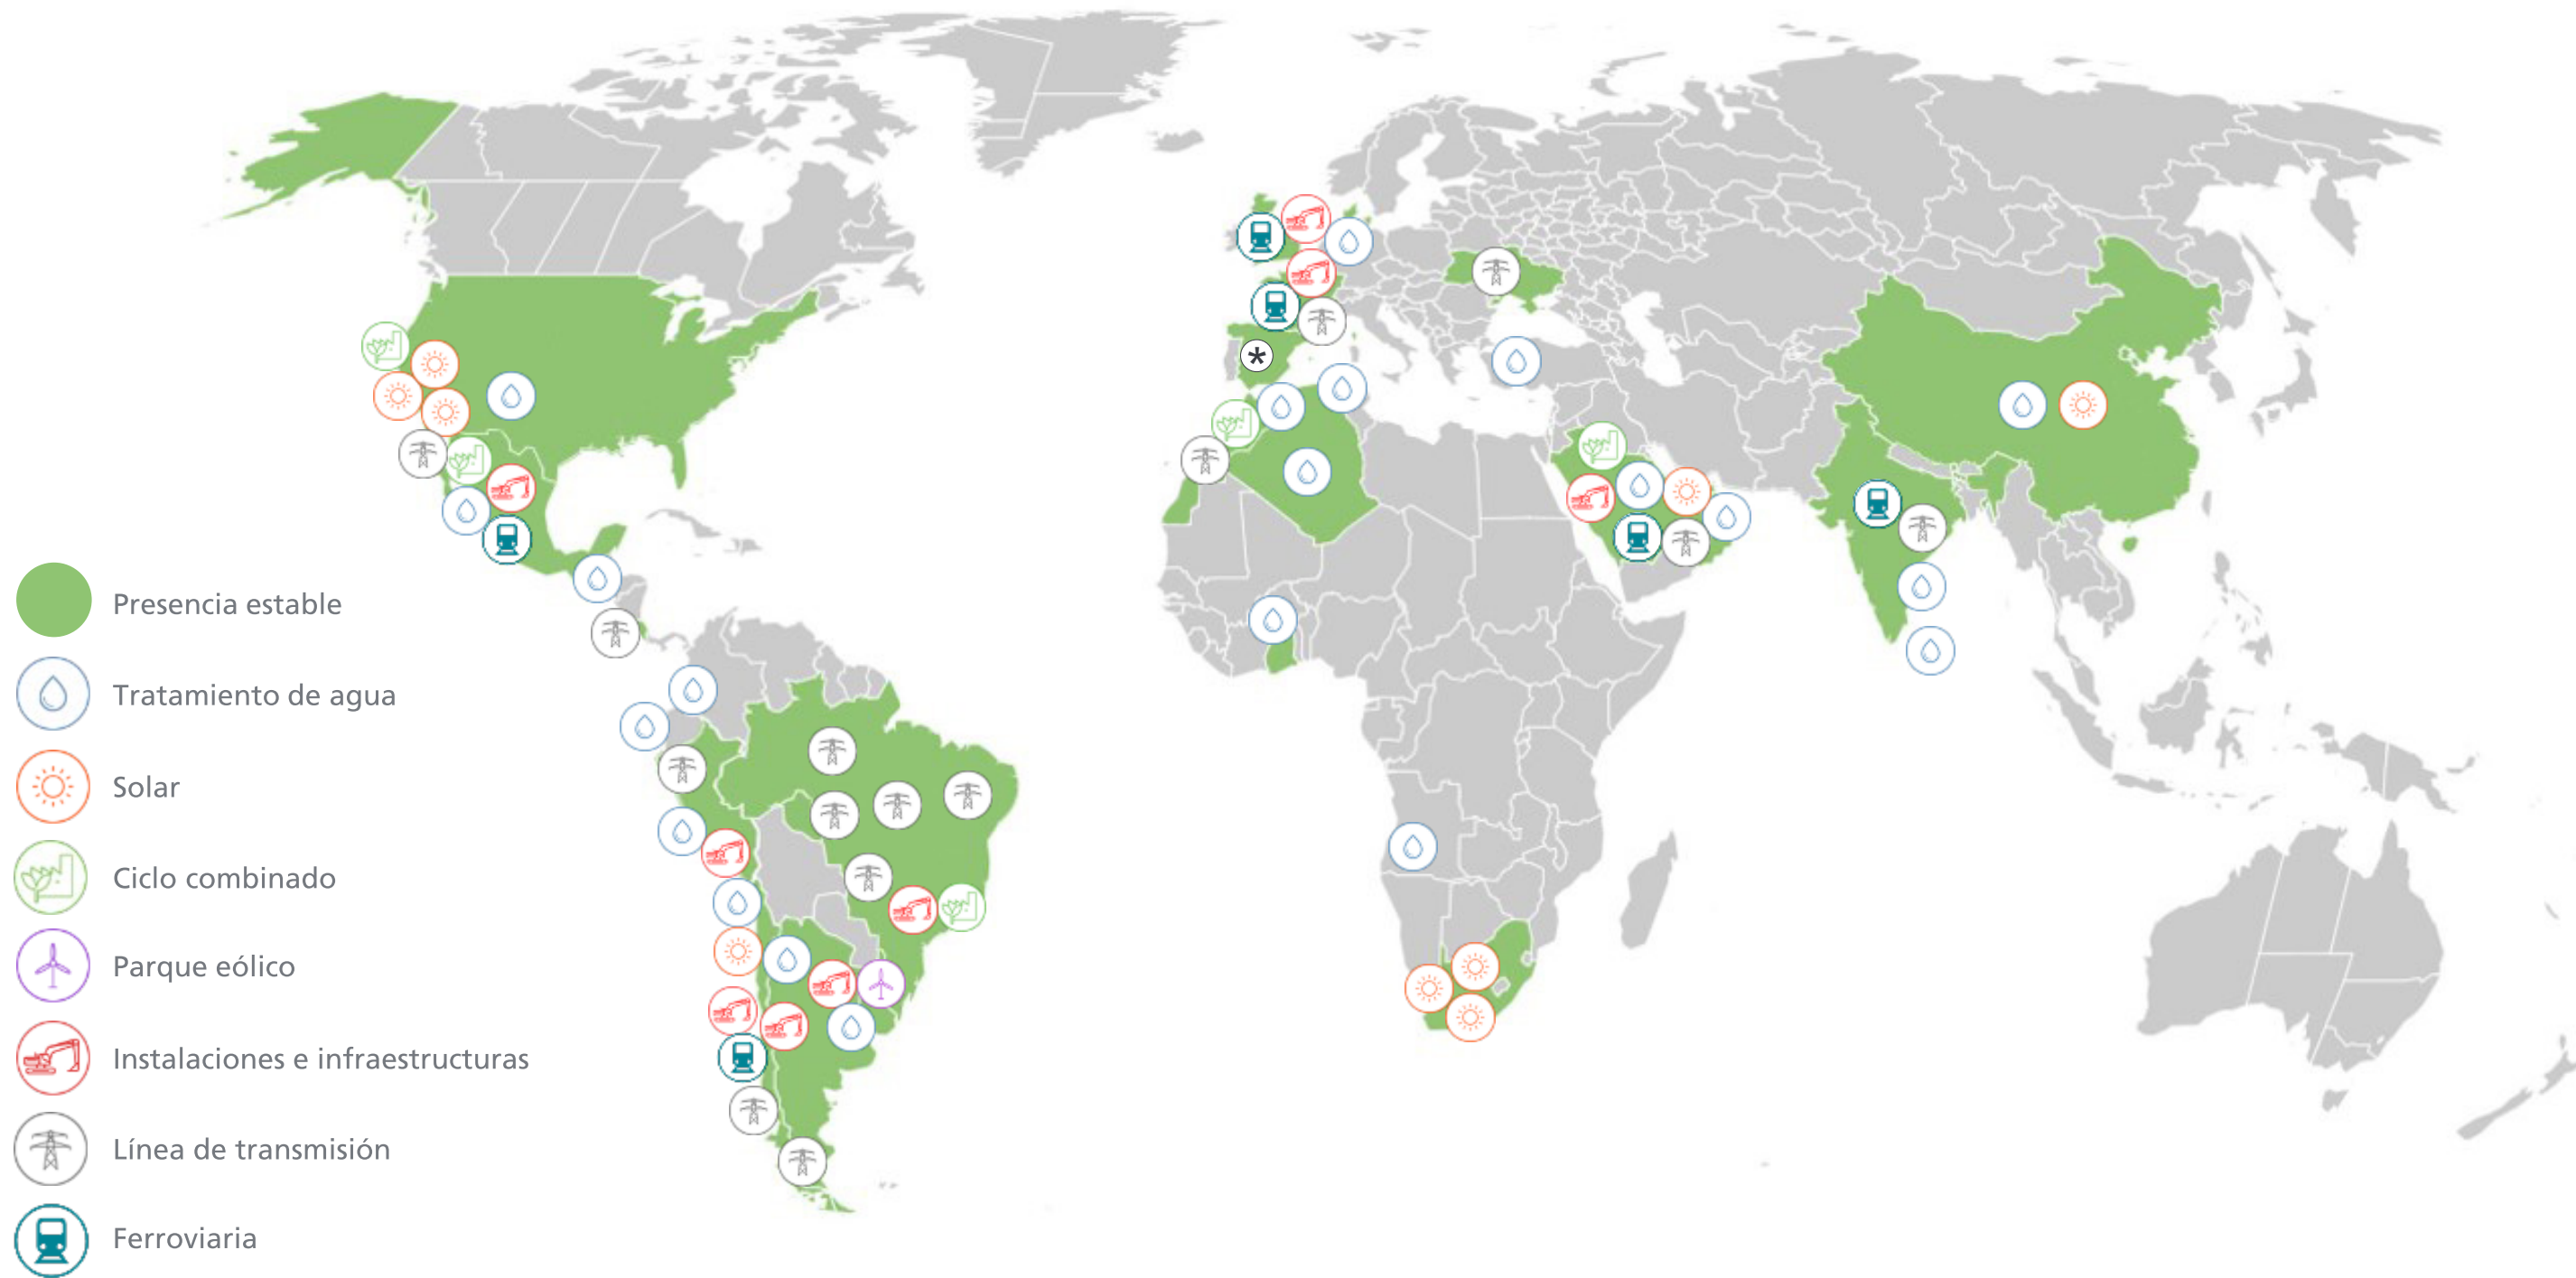 *
Presencia estable
Tratamiento de agua
Solar
Ciclo combinado
Parque eólico
Instalaciones e infraestructuras
Línea de transmisión
Ferroviaria